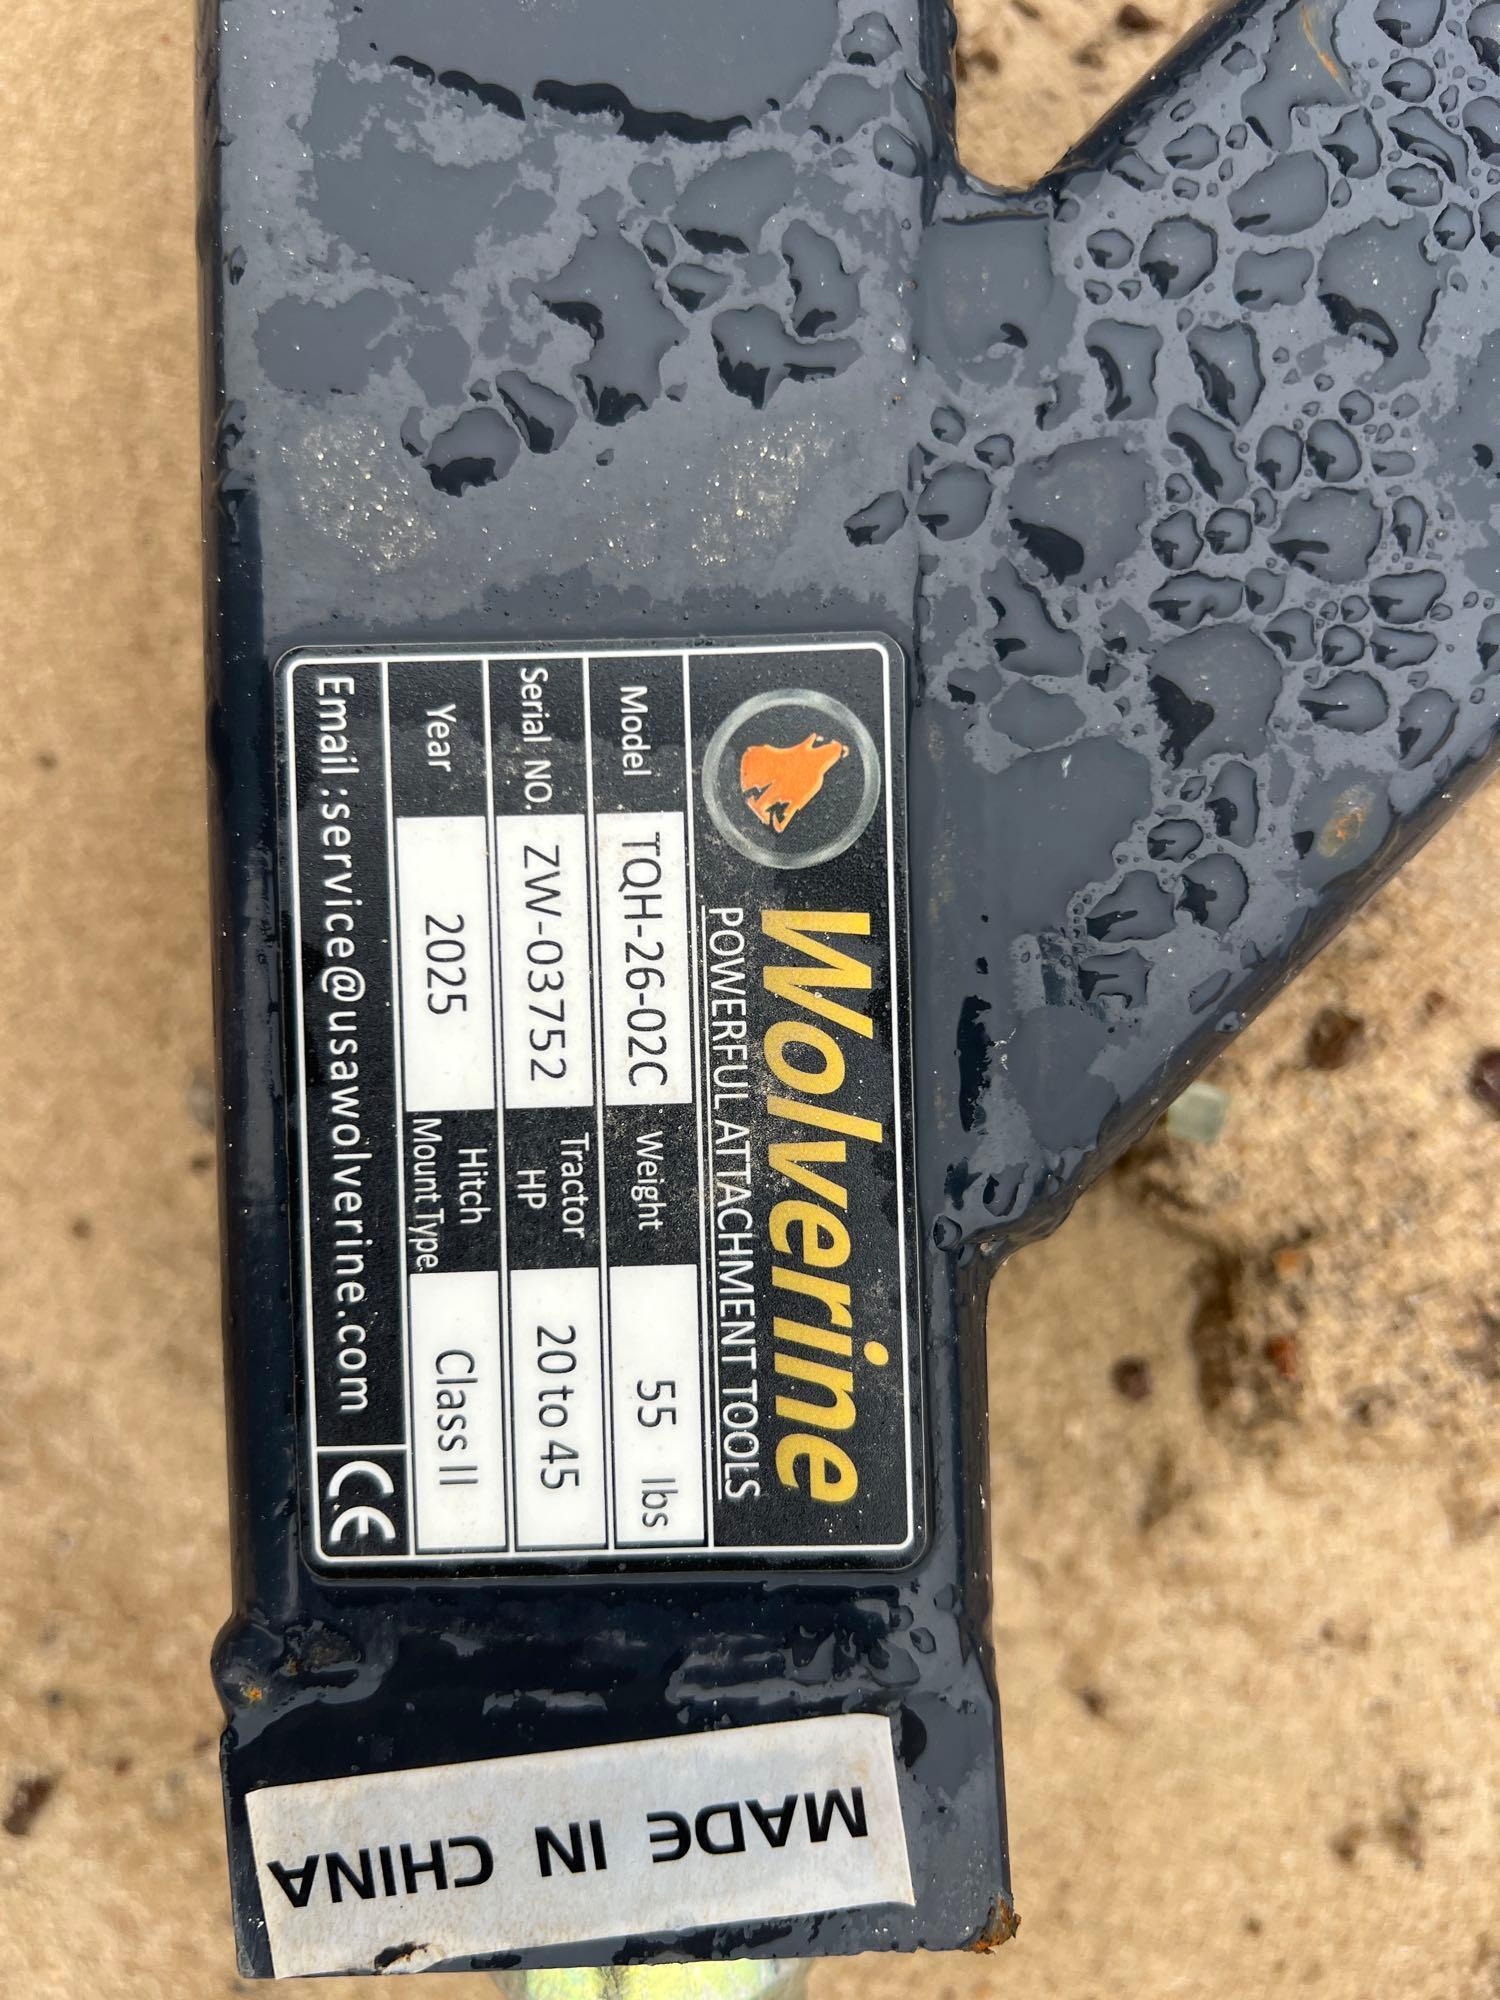 Wolverine
POWERFUL ATTACHMENT TOOLS
Model TQH-26-02C Weight 55 lbs
Serial NO. ZW-03752 Tractor HP 20 to 45
Year 2025 Hitch Mount Type Class II
Email:service@usawolverine.com CE
MADE IN CHINA